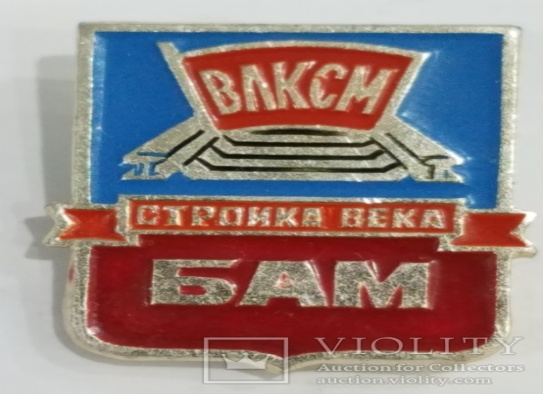 ВЛКСМ
СТРОЙКА ВЕКА
БАМ
VIOLITY
Auction for Collectors
auction.violity.com